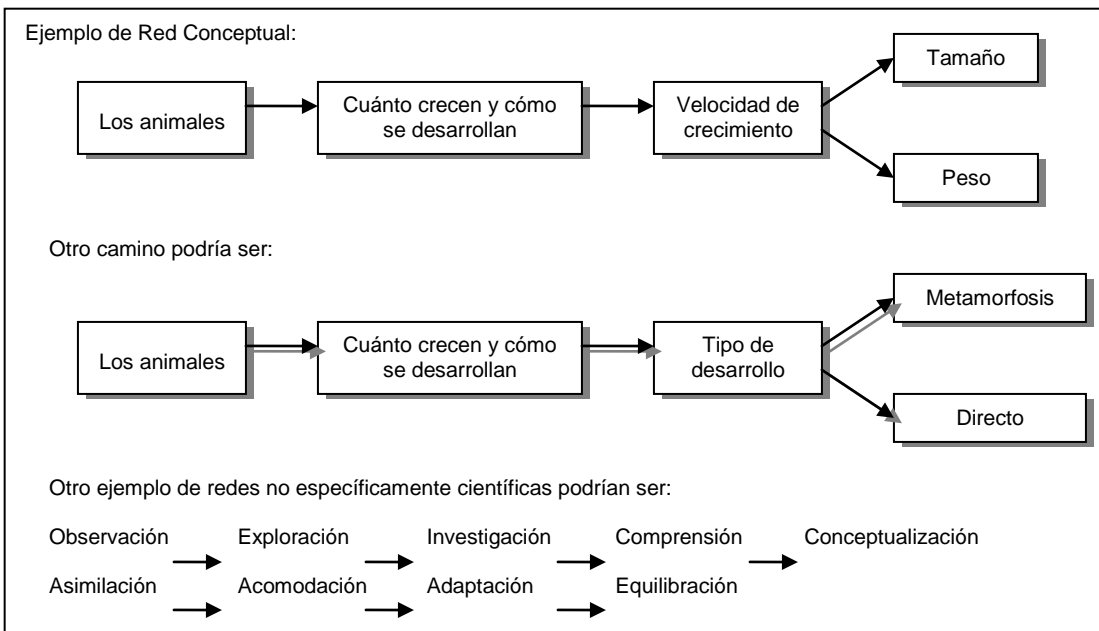 Ejemplo de Red Conceptual:
Tamaño
Los animales
Cuánto crecen y cómo
se desarrollan
Velocidad de
crecimiento
Peso
Otro camino podría ser:
Metamorfosis
Los animales
Cuánto crecen y cómo
se desarrollan
Tipo de
desarrollo
Directo
Otro ejemplo de redes no específicamente científicas podrían ser:
Observación Exploración Investigación Comprensión Conceptualización
Asimilación Acomodación Adaptación Equilibración